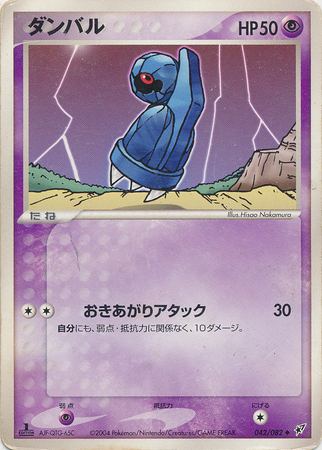 ダンバル HP50
たね
Illus.Hisao Nakamura
おきあがりアタック 30
自分にも、弱点・抵抗力に関係なく、10ダメージ。
弱点 抵抗力 にげる
1 EDITION AJF-QTG-65C ©2004 Pokémon/Nintendo/Creatures/GAME FREAK 042/082 ◆